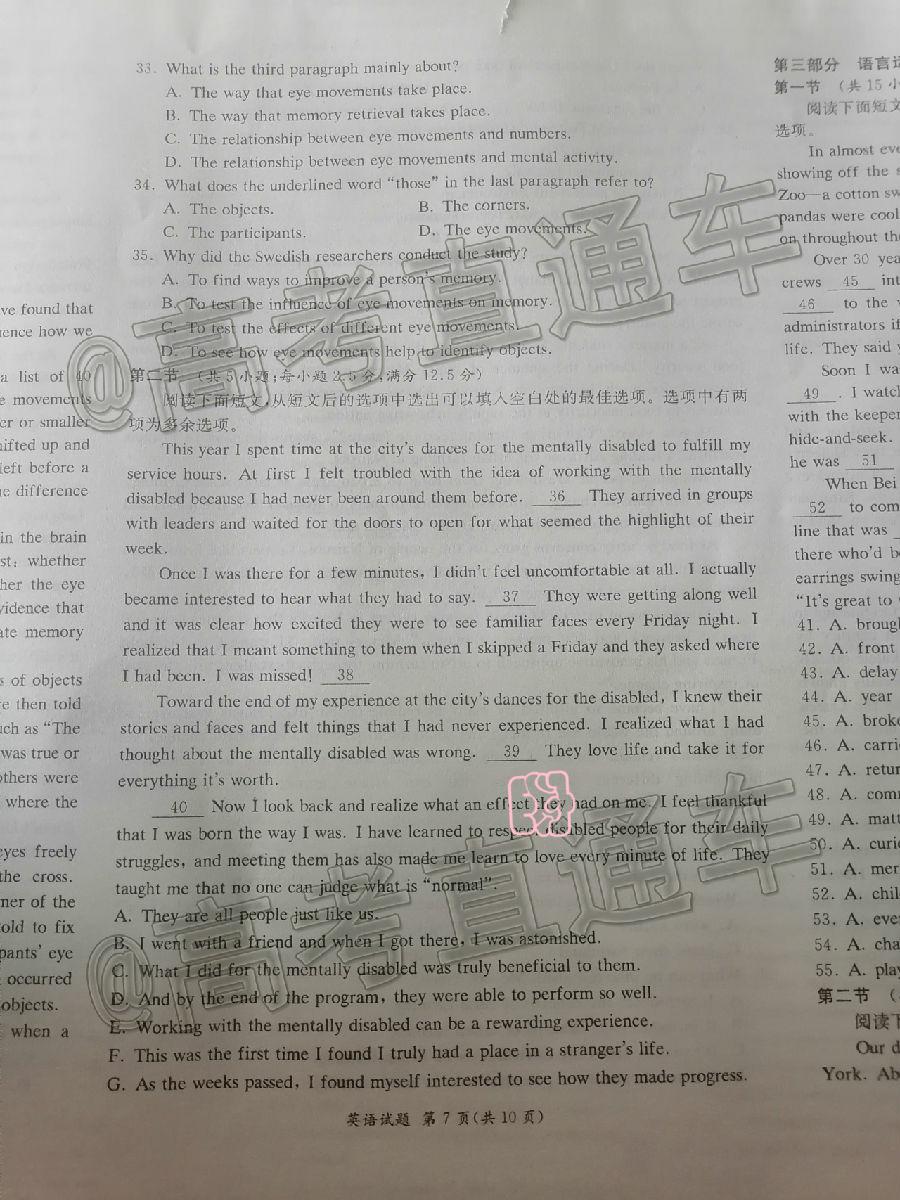 33. What is the third paragraph mainly about?
A. The way that eye movements take place.
B. The way that memory retrieval takes place.
C. The relationship between eye movements and numbers.
D. The relationship between eye movements and mental activity.
34. What does the underlined word "those" in the last paragraph refer to?
A. The objects. B. The corners.
C. The participants. D. The eye movements.
35. Why did the Swedish researchers conduct the study?
A. To find ways to improve a person's memory.
B. To test the influence of eye movements on memory.
C. To test the effects of different eye movements.
D. To see how eye movements help to identify objects.
第二节 (共5小题;每小题2.5分,满分12.5分)
阅读下面短文,从短文后的选项中选出可以填入空白处的最佳选项。选项中有两
项为多余选项。
This year I spent time at the city's dances for the mentally disabled to fulfill my
service hours. At first I felt troubled with the idea of working with the mentally
disabled because I had never been around them before. 36 They arrived in groups
with leaders and waited for the doors to open for what seemed the highlight of their
week.
Once I was there for a few minutes, I didn't feel uncomfortable at all. I actually
became interested to hear what they had to say. 37 They were getting along well
and it was clear how excited they were to see familiar faces every Friday night. I
realized that I meant something to them when I skipped a Friday and they asked where
I had been. I was missed! 38
Toward the end of my experience at the city's dances for the disabled, I knew their
stories and faces and felt things that I had never experienced. I realized what I had
thought about the mentally disabled was wrong. 39 They love life and take it for
everything it's worth.
40 Now I look back and realize what an effect they had on me. I feel thankful
that I was born the way I was. I have learned to respect disabled people for their daily
struggles, and meeting them has also made me learn to love every minute of life. They
taught me that no one can judge what is "normal".
A. They are all people just like us.
B. I went with a friend and when I got there, I was astonished.
C. What I did for the mentally disabled was truly beneficial to them.
D. And by the end of the program, they were able to perform so well.
E. Working with the mentally disabled can be a rewarding experience.
F. This was the first time I found I truly had a place in a stranger's life.
G. As the weeks passed, I found myself interested to see how they made progress.
英语试题 第7页(共10页)
@高考直通车
@高考直通车
ve found that
ence how we
a list of 40
e movements
er or smaller
hifted up and
left before a
e difference
in the brain
st: whether
her the eye
vidence that
ate memory
s of objects
re then told
uch as "The
was true or
others were
where the
eyes freely
the cross.
ner of the
told to fix
pants' eye
occurred
objects.
when a
第三部分 语言
第一节 (共15小
阅读下面短文
选项。
In almost eve
showing off the s
Zoo—a cotton sw
pandas were cool
on throughout the
Over 30 yea
crews 45 int
46 to the
administrators if
life. They said
Soon I wa
49 . I watch
with the keeper
hide-and-seek.
he was 51
When Bei
52 to com
line that was
there who'd b
earrings swing
"It's great to
41. A. broug
42. A. front
43. A. delay
44. A. year
45. A. broke
46. A. carri
47. A. retur
48. A. com
49. A. matt
50. A. curi
51. A. mer
52. A. chil
53. A. eve
54. A. cha
55. A. play
第二节 (
阅读下
Our d
York. Ab